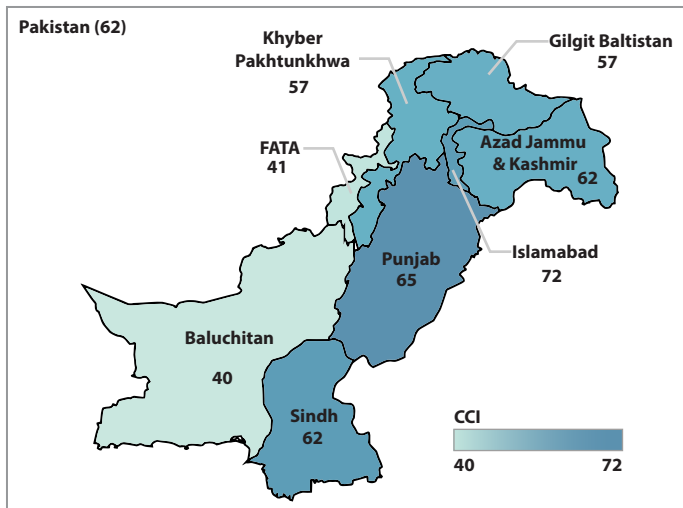 Pakistan (62)
Khyber
Pakhtunkhwa
57
Gilgit Baltistan
57
FATA
41
Azad Jammu
& Kashmir
62
Islamabad
72
Punjab
65
Baluchitan
40
Sindh
62
CCI
40 72